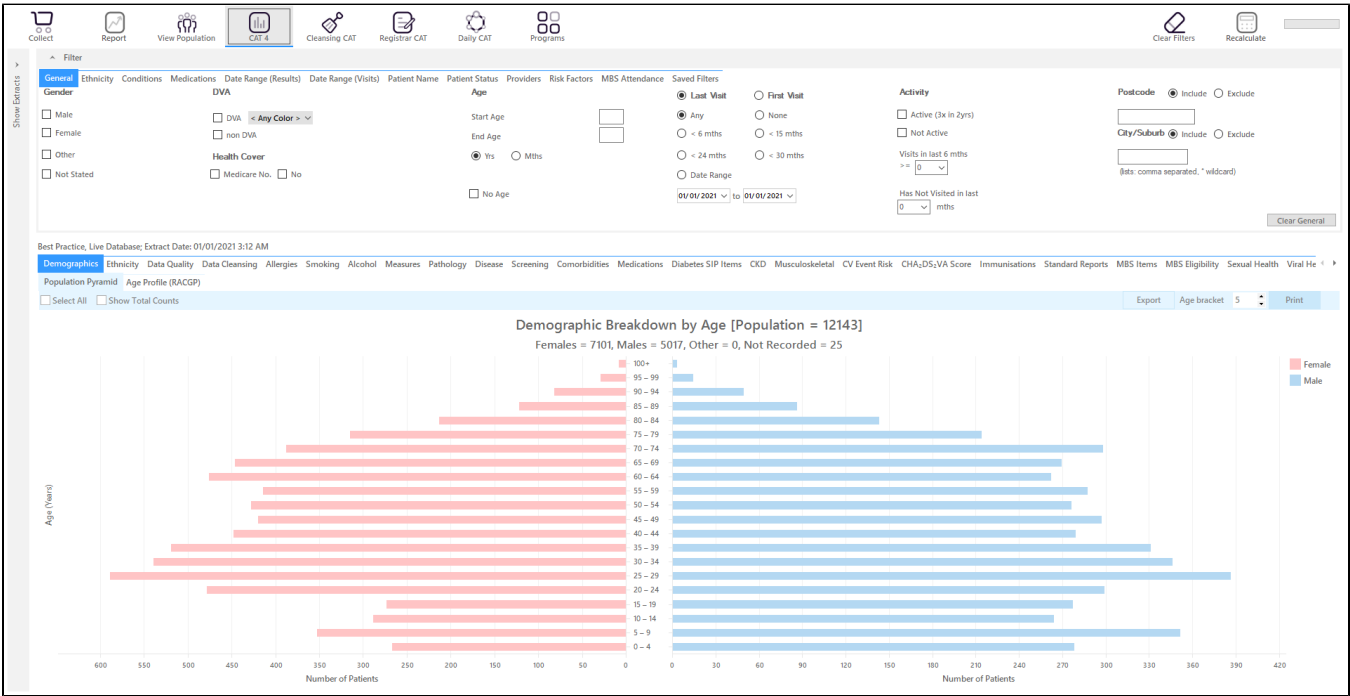 Collect Report View Population CAT 4 Cleansing CAT Registrar CAT Daily CAT Programs Clear Filters Recalculate
Show Extracts
Filter
General Ethnicity Conditions Medications Date Range (Results) Date Range (Visits) Patient Name Patient Status Providers Risk Factors MBS Attendance Saved Filters
Gender DVA Age Last Visit First Visit Activity Postcode Include Exclude
Male DVA < Any Color > Start Age Any None Active (3x in 2yrs)
Female non DVA End Age < 6 mths < 15 mths Not Active City/Suburb Include Exclude
Other Health Cover Yrs Mths < 24 mths < 30 mths Visits in last 6 mths
>= 0
Not Stated Medicare No. No Date Range (lists: comma separated, * wildcard)
No Age 01/01/2021 to 01/01/2021 Has Not Visited in last
0 mths
Clear General
Best Practice, Live Database; Extract Date: 01/01/2021 3:12 AM
Demographics Ethnicity Data Quality Data Cleansing Allergies Smoking Alcohol Measures Pathology Disease Screening Comorbidities Medications Diabetes SIP Items CKD Musculoskeletal CV Event Risk CHA₂DS₂VA Score Immunisations Standard Reports MBS Items MBS Eligibility Sexual Health Viral He
Population Pyramid Age Profile (RACGP)
Select All Show Total Counts Export Age bracket 5 Print
Demographic Breakdown by Age [Population = 12143]
Females = 7101, Males = 5017, Other = 0, Not Recorded = 25
Female
Male
Age (Years)
100+
95 – 99
90 – 94
85 – 89
80 – 84
75 – 79
70 – 74
65 – 69
60 – 64
55 – 59
50 – 54
45 – 49
40 – 44
35 – 39
30 – 34
25 – 29
20 – 24
15 – 19
10 – 14
5 – 9
0 – 4
600 550 500 450 400 350 300 250 200 150 100 50 0 0 30 60 90 120 150 180 210 240 270 300 330 360 390 420
Number of Patients Number of Patients